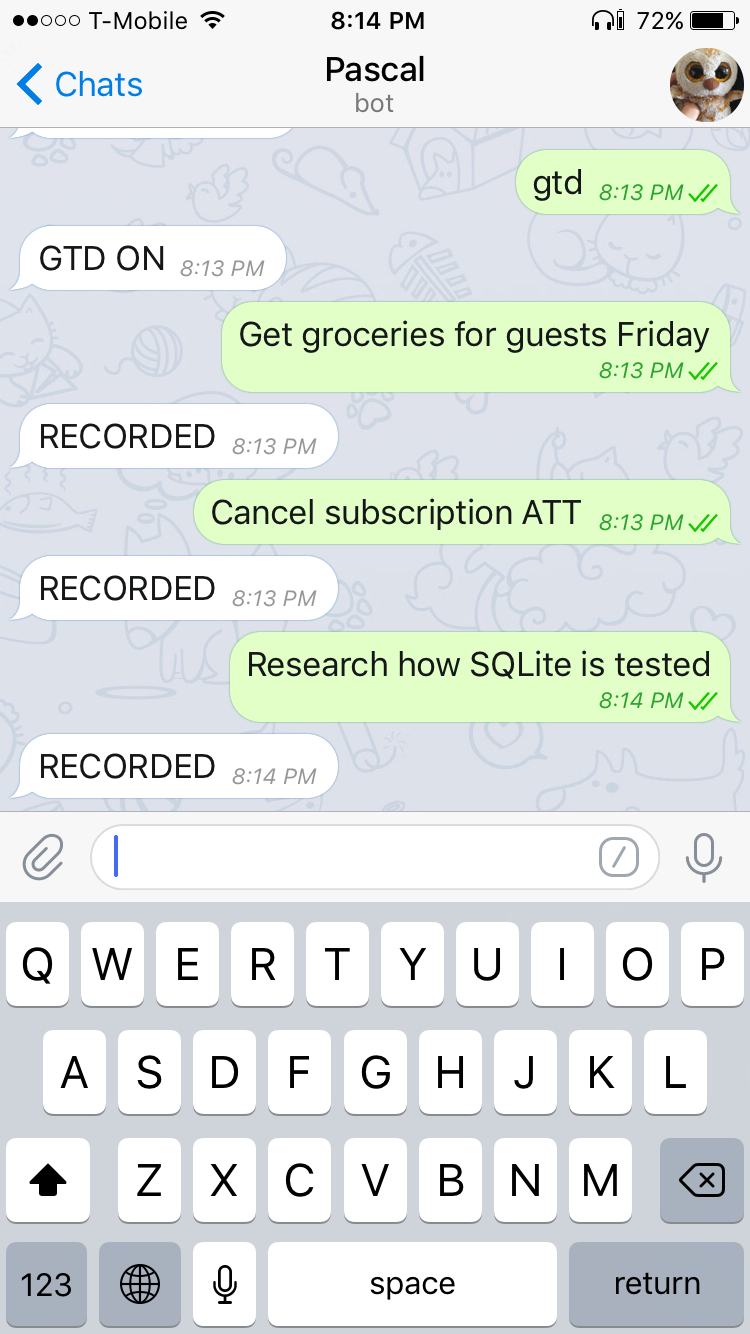 T-Mobile 8:14 PM 72%
Chats Pascal
bot
gtd 8:13 PM
GTD ON 8:13 PM
Get groceries for guests Friday
8:13 PM
RECORDED 8:13 PM
Cancel subscription ATT 8:13 PM
RECORDED 8:13 PM
Research how SQLite is tested
8:14 PM
RECORDED 8:14 PM
Q W E R T Y U I O P
A S D F G H J K L
Z X C V B N M
123 space return